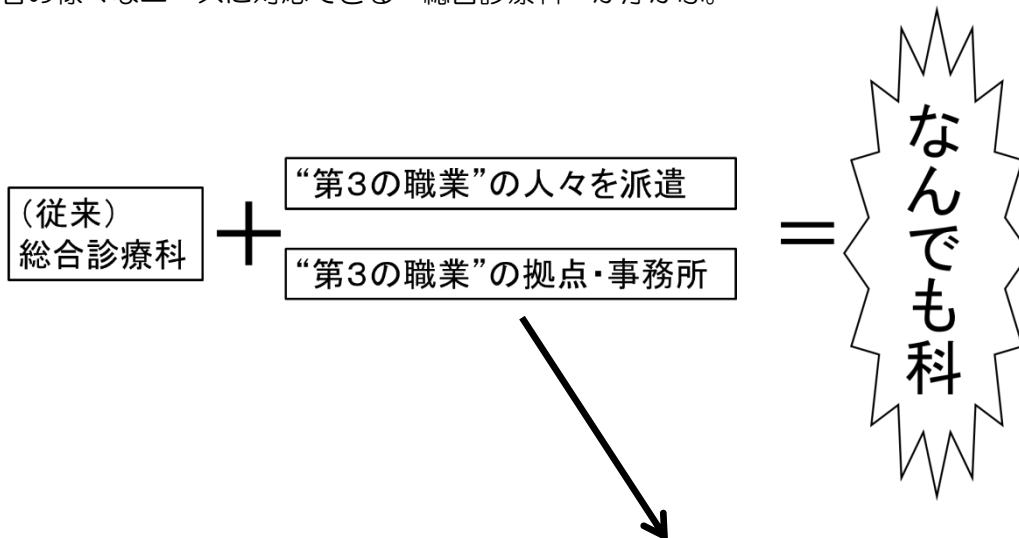 (従来)
総合診療科
+
“第3の職業”の人々を派遣
“第3の職業”の拠点・事務所
=
なんでも科